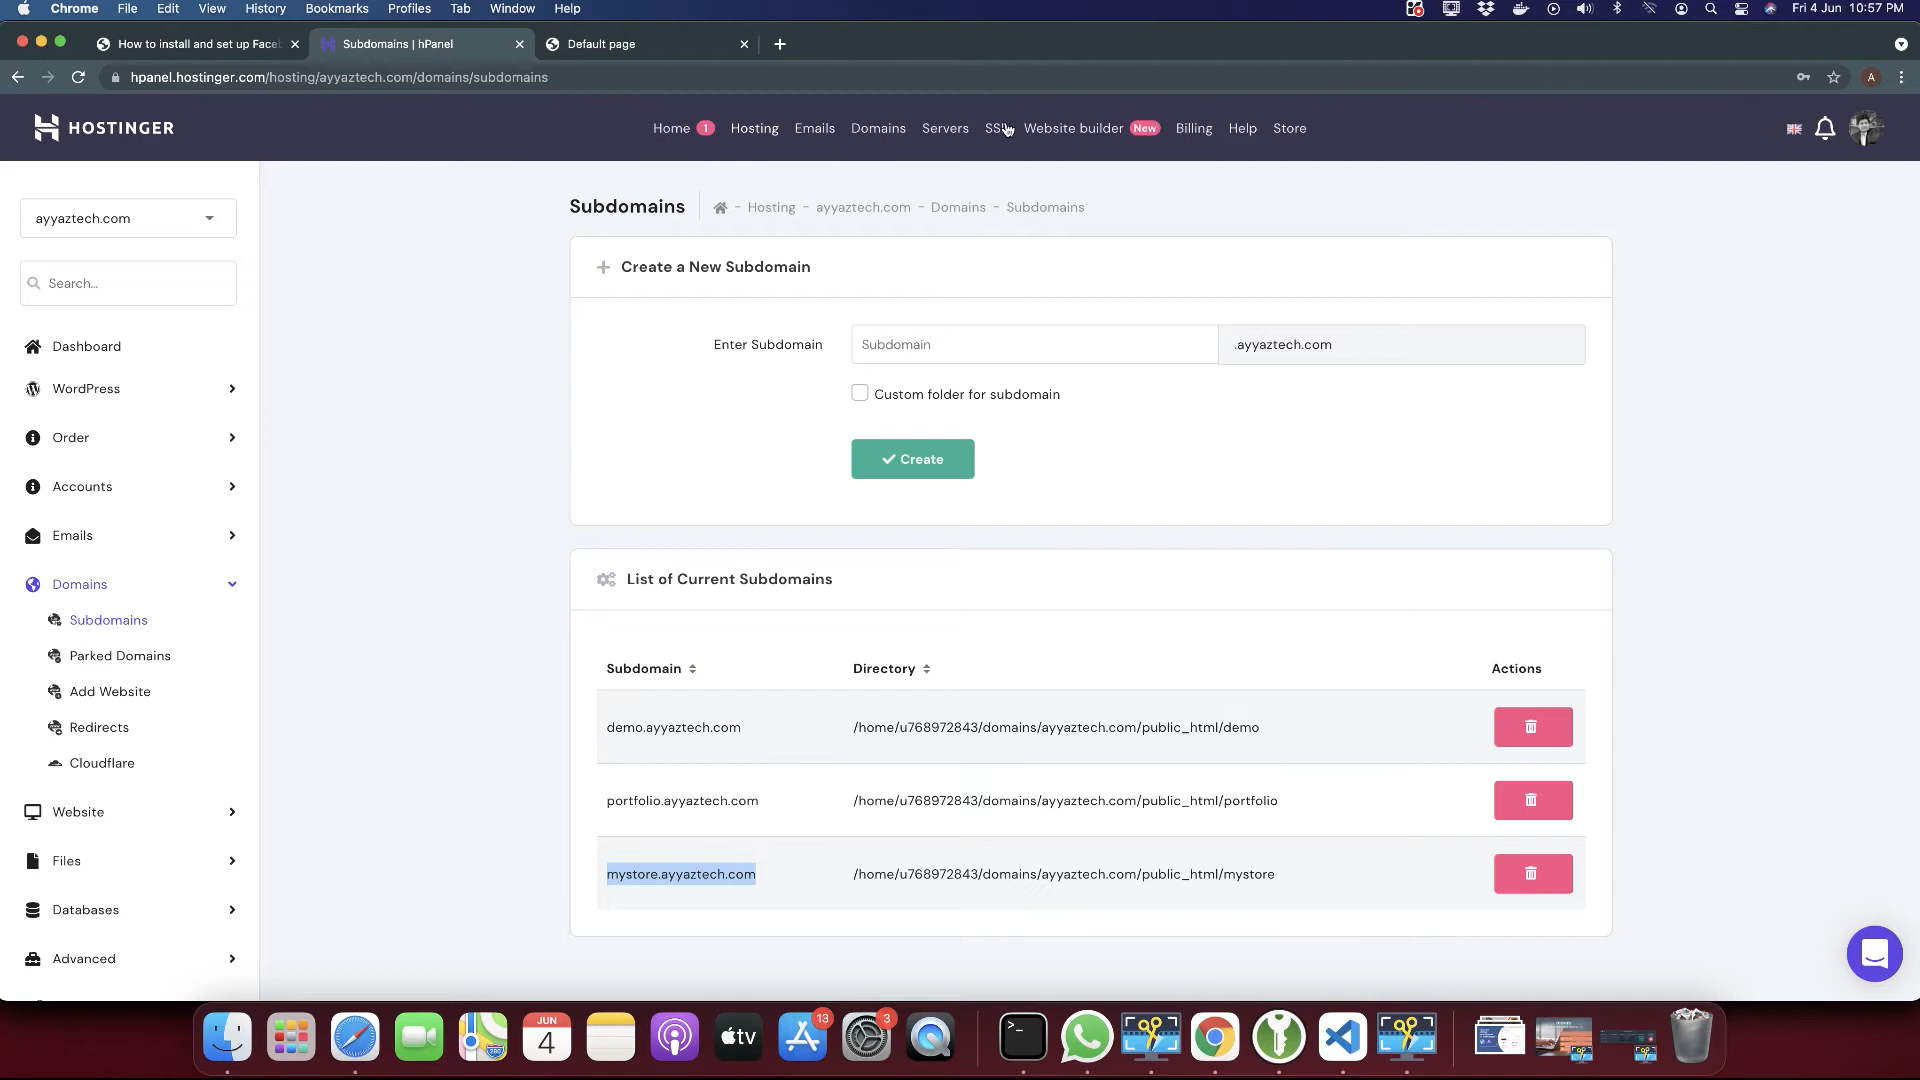 Chrome File Edit View History Bookmarks Profiles Tab Window Help Fri 4 Jun 10:57 PM
How to install and set up Faceb Subdomains | hPanel Default page
hpanel.hostinger.com/hosting/ayyaztech.com/domains/subdomains A
HOSTINGER Home 1 Hosting Emails Domains Servers SSL Website builder New Billing Help Store
ayyaztech.com
Search...
Dashboard
WordPress
Order
Accounts
Emails
Domains
Subdomains
Parked Domains
Add Website
Redirects
Cloudflare
Website
Files
Databases
Advanced
Subdomains - Hosting - ayyaztech.com - Domains - Subdomains
Create a New Subdomain
Enter Subdomain Subdomain .ayyaztech.com
Custom folder for subdomain
Create
List of Current Subdomains
Subdomain Directory Actions
demo.ayyaztech.com /home/u768972843/domains/ayyaztech.com/public_html/demo
portfolio.ayyaztech.com /home/u768972843/domains/ayyaztech.com/public_html/portfolio
mystore.ayyaztech.com /home/u768972843/domains/ayyaztech.com/public_html/mystore
JUN
4
280
tv
13
3
>_